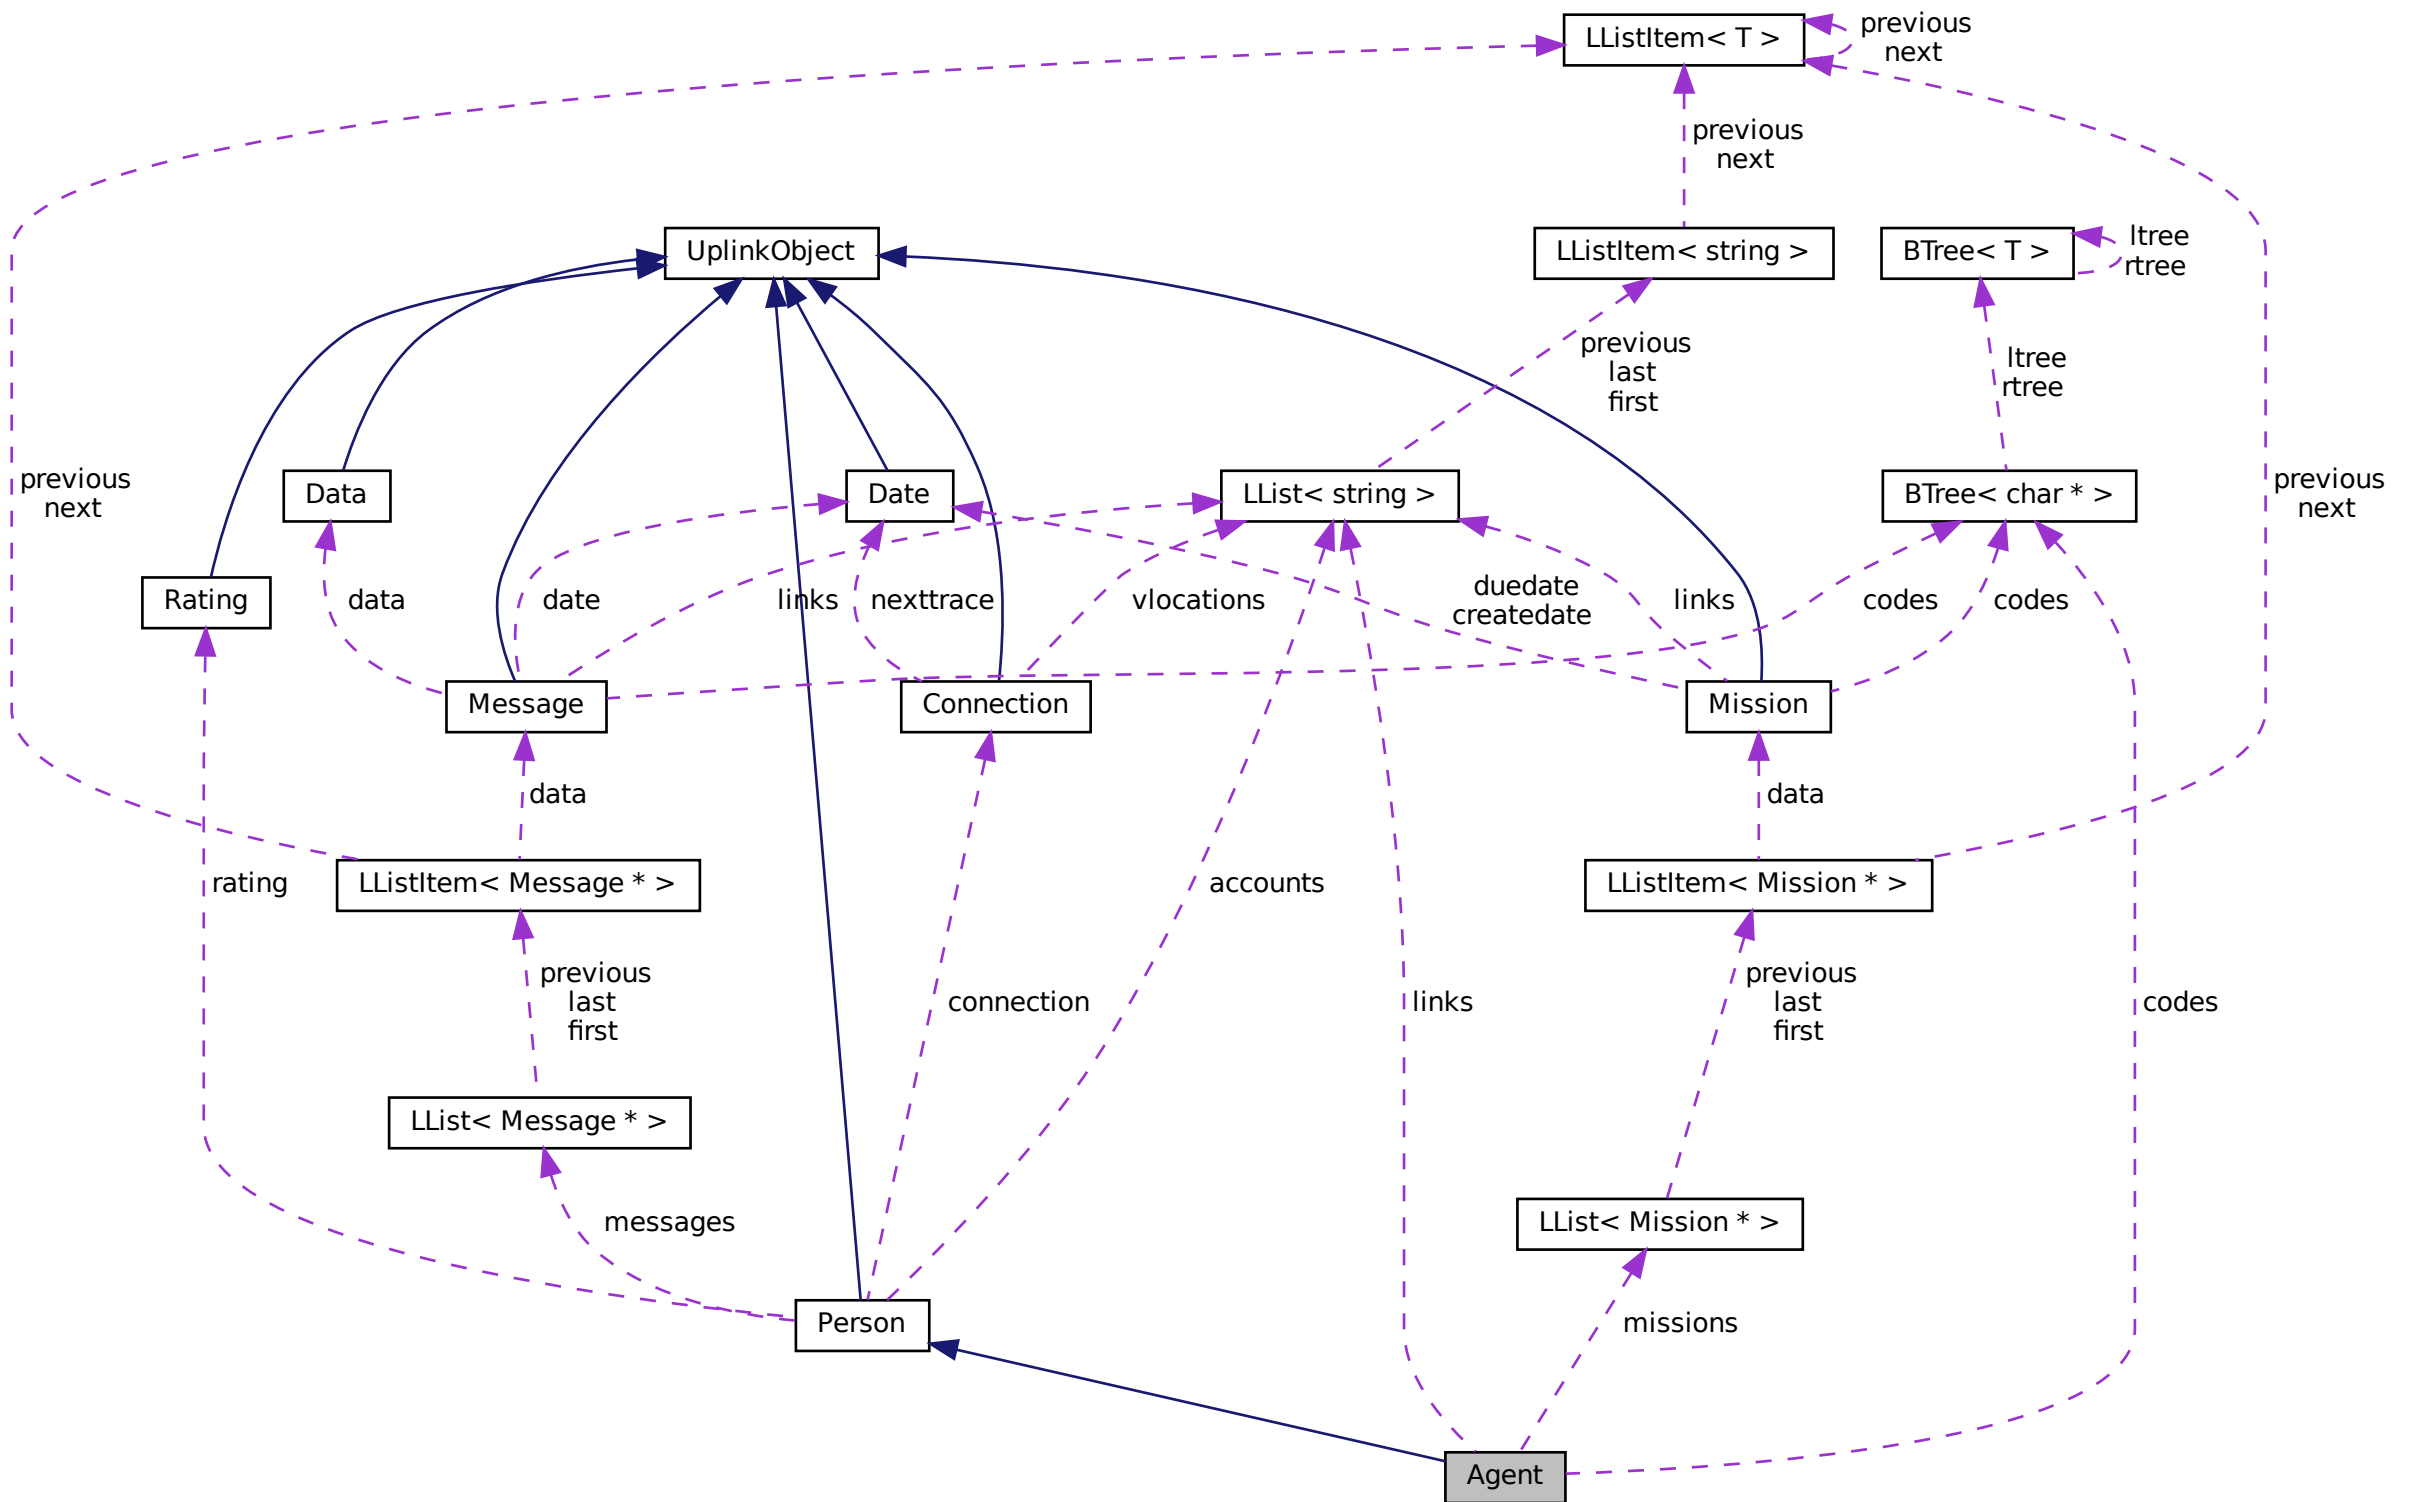 LListItem< T >
previous
next
previous
next
UplinkObject
LListItem< string >
BTree< T >
ltree
rtree
previous
last
first
ltree
rtree
previous
next
Data
Date
LList< string >
BTree< char * >
previous
next
Rating
data
date
links
nexttrace
vlocations
duedate
createdate
links
codes
codes
Message
Connection
Mission
data
data
rating
LListItem< Message * >
accounts
LListItem< Mission * >
previous
last
first
connection
links
previous
last
first
codes
LList< Message * >
messages
LList< Mission * >
Person
missions
Agent